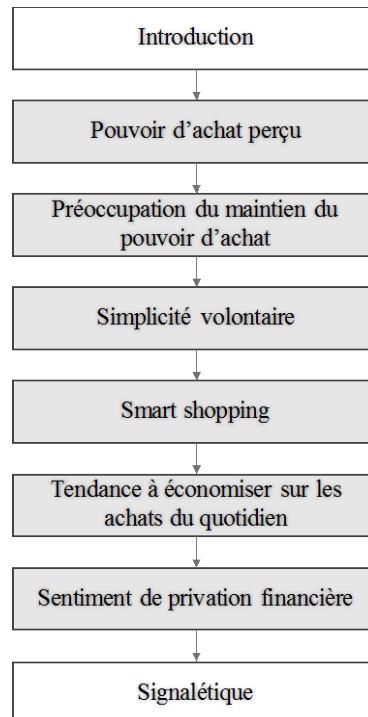 Introduction
Pouvoir d’achat perçu
Préoccupation du maintien du
pouvoir d’achat
Simplicité volontaire
Smart shopping
Tendance à économiser sur les
achats du quotidien
Sentiment de privation financière
Signalétique